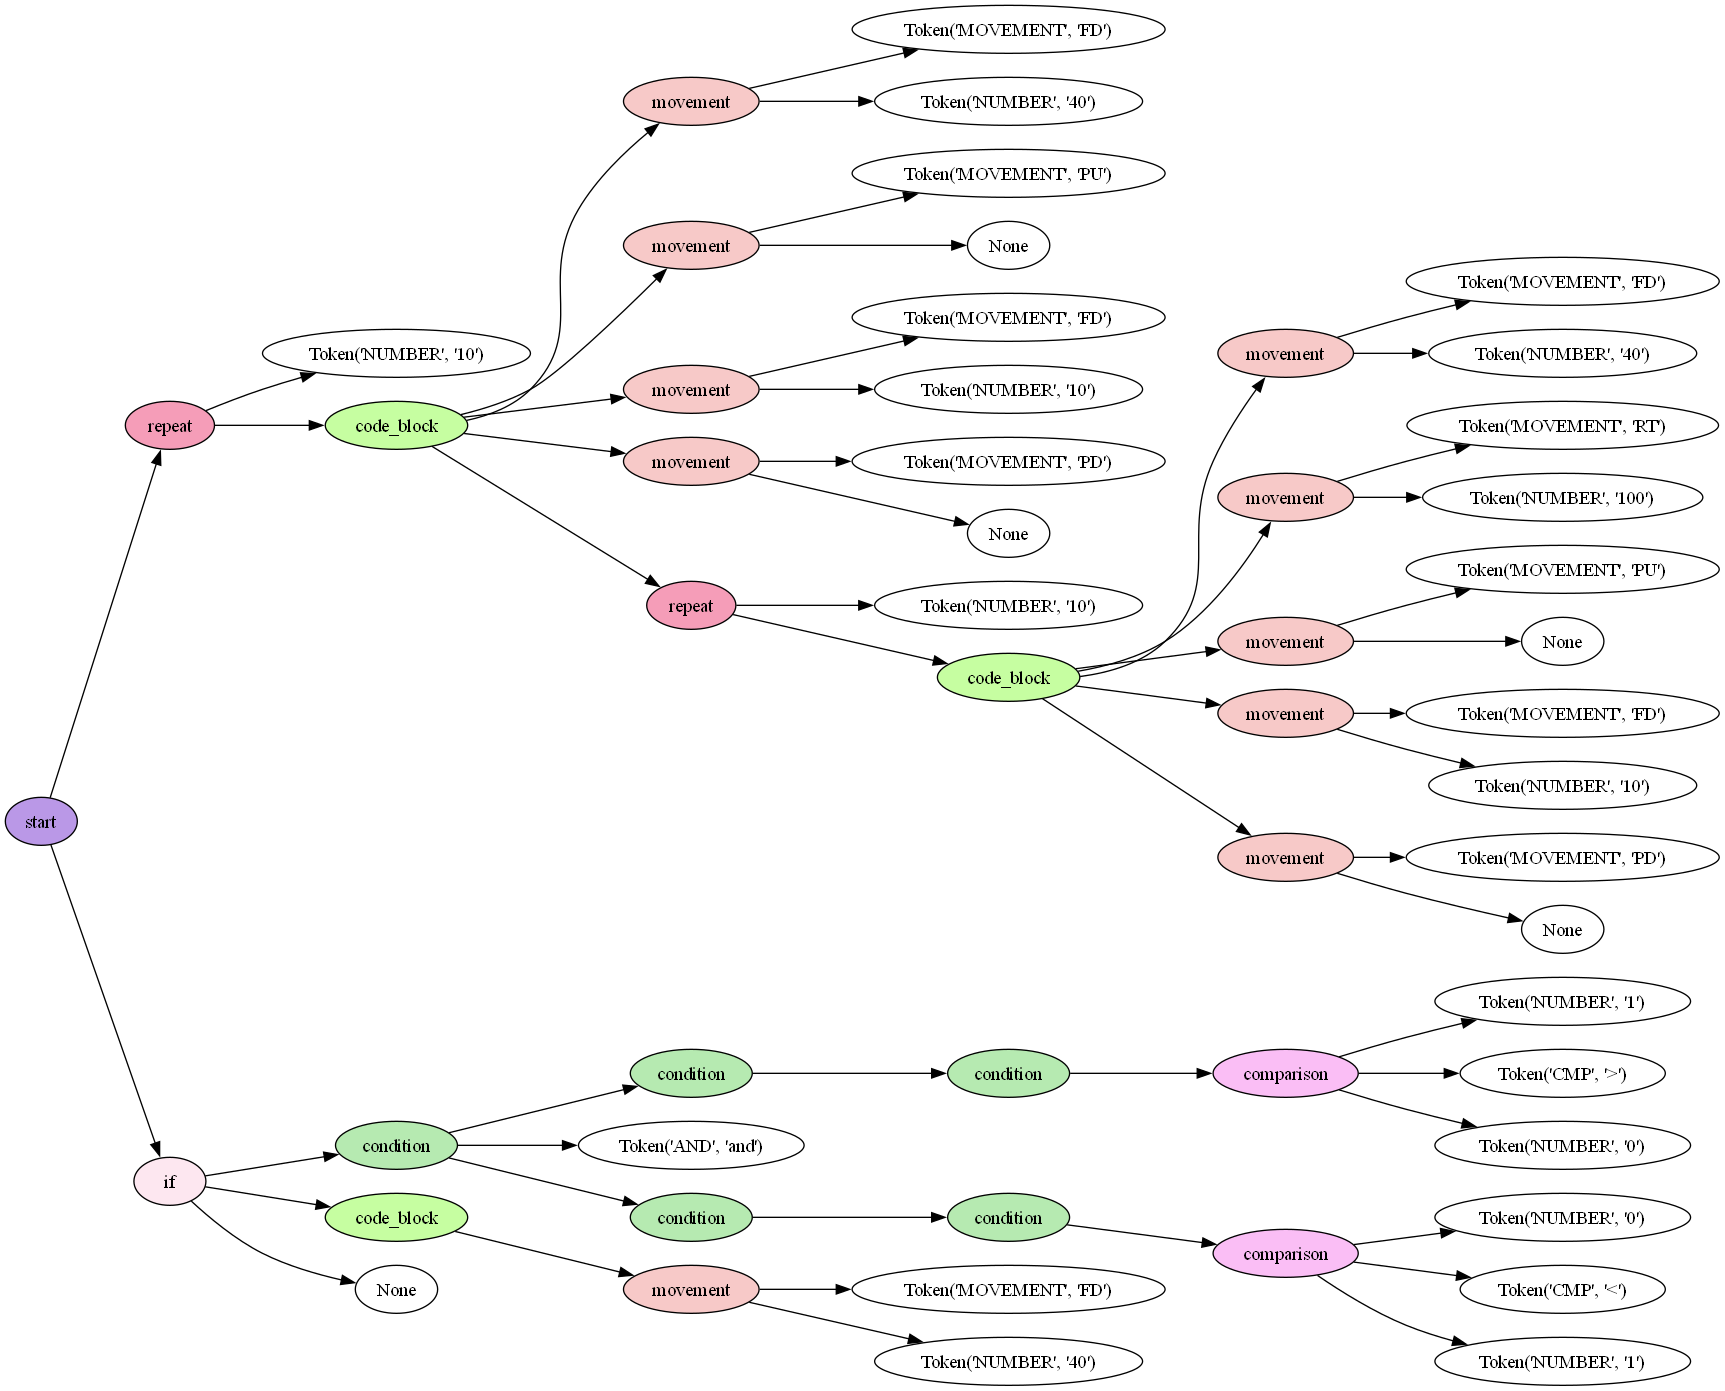 Token('MOVEMENT', 'FD')
movement
Token('NUMBER', '40')
Token('MOVEMENT', 'PU')
movement
None
Token('MOVEMENT', 'FD')
Token('MOVEMENT', 'FD')
Token('NUMBER', '10')
movement
Token('NUMBER', '40')
movement
Token('NUMBER', '10')
repeat
code_block
Token('MOVEMENT', 'RT')
movement
Token('MOVEMENT', 'PD')
movement
Token('NUMBER', '100')
None
Token('MOVEMENT', 'PU')
repeat
Token('NUMBER', '10')
movement
None
code_block
movement
Token('MOVEMENT', 'FD')
Token('NUMBER', '10')
start
movement
Token('MOVEMENT', 'PD')
None
Token('NUMBER', '1')
condition
condition
comparison
Token('CMP', '>')
condition
Token('AND', 'and')
Token('NUMBER', '0')
if
code_block
condition
condition
Token('NUMBER', '0')
comparison
None
movement
Token('MOVEMENT', 'FD')
Token('CMP', '<')
Token('NUMBER', '40')
Token('NUMBER', '1')